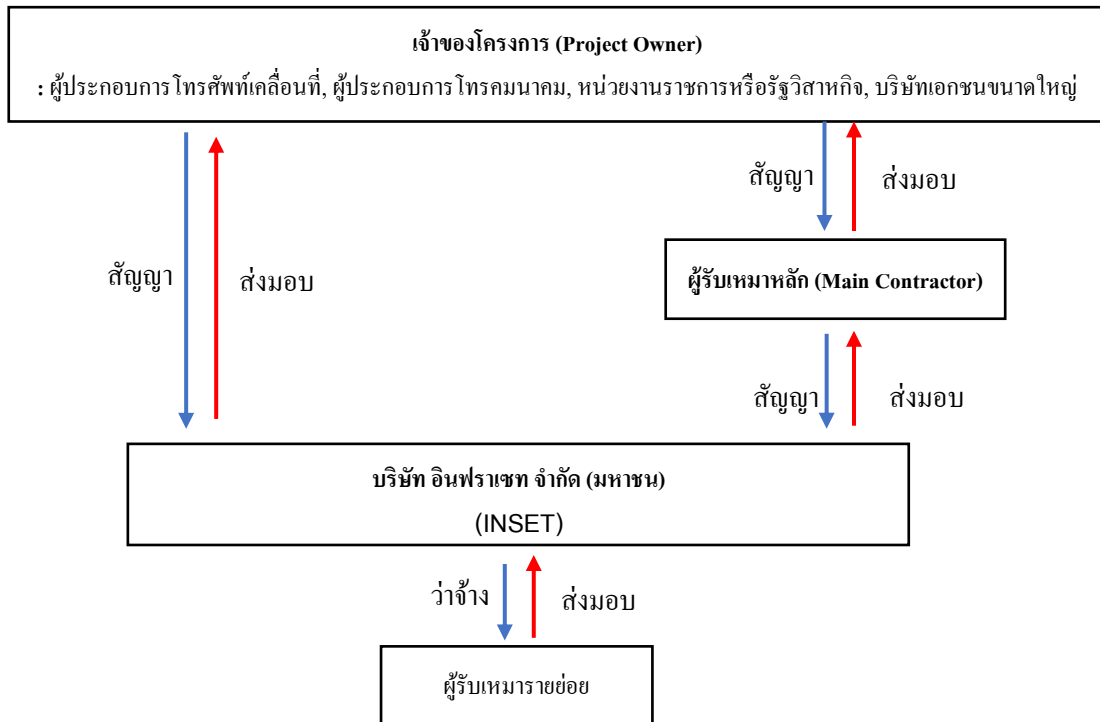 เจ้าของโครงการ (Project Owner)
: ผู้ประกอบการโทรศัพท์เคลื่อนที่, ผู้ประกอบการโทรคมนาคม, หน่วยงานราชการหรือรัฐวิสาหกิจ, บริษัทเอกชนขนาดใหญ่
สัญญา
ส่งมอบ
ผู้รับเหมาหลัก (Main Contractor)
สัญญา
ส่งมอบ
สัญญา
ส่งมอบ
บริษัท อินฟราเซท จำกัด (มหาชน)
(INSET)
ว่าจ้าง
ส่งมอบ
ผู้รับเหมารายย่อย